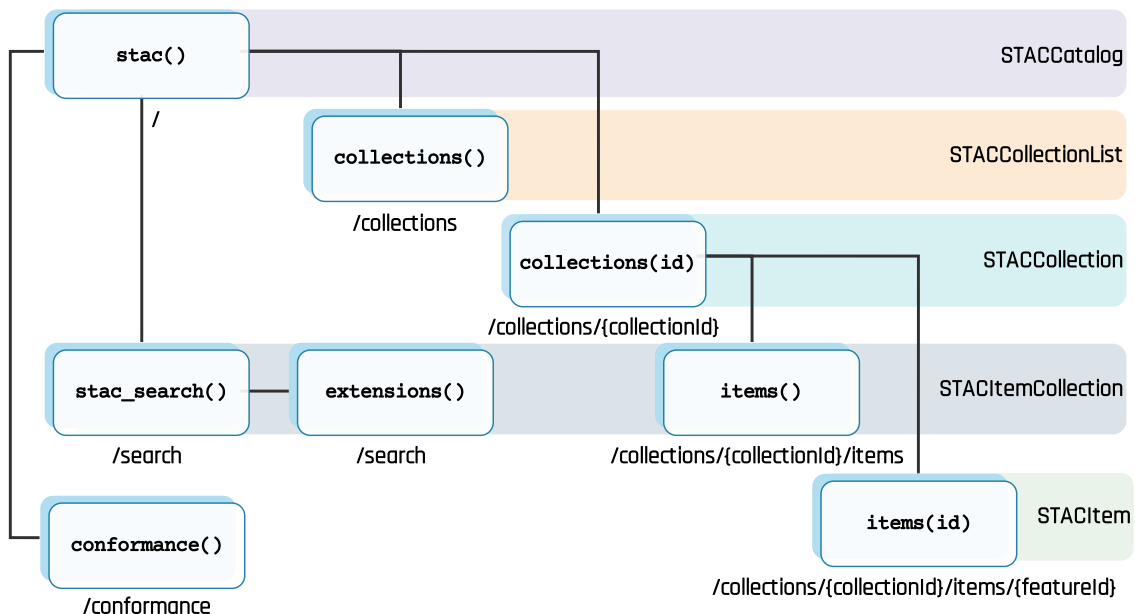 stac()
STACCatalog
/
collections()
STACCollectionList
/collections
collections(id)
STACCollection
/collections/{collectionId}
stac_search()
extensions()
items()
STACItemCollection
/search
/search
/collections/{collectionId}/items
items(id)
STACItem
conformance()
/collections/{collectionId}/items/{featureId}
/conformance